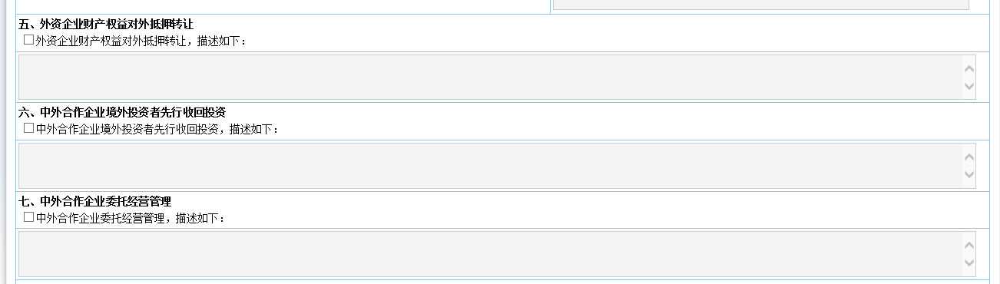 五、外资企业财产权益对外抵押转让
外资企业财产权益对外抵押转让，描述如下：
六、中外合作企业境外投资者先行收回投资
中外合作企业境外投资者先行收回投资，描述如下：
七、中外合作企业委托经营管理
中外合作企业委托经营管理，描述如下：